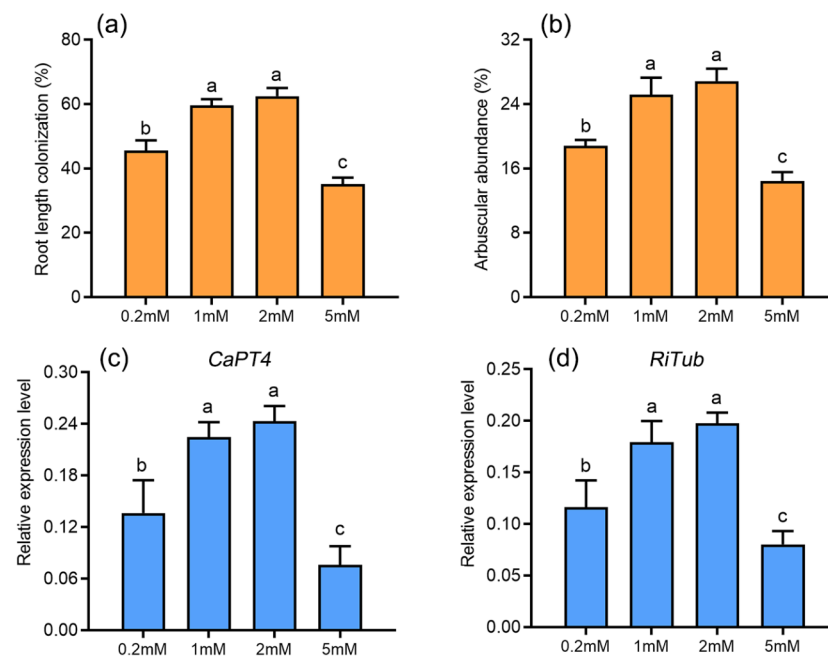 (a)
Root length colonization (%)
80
60
40
20
0
b
a
a
c
0.2mM 1mM 2mM 5mM
(b)
Arbuscular abundance (%)
32
24
16
8
0
b
a
a
c
0.2mM 1mM 2mM 5mM
(c) CaPT4
Relative expression level
0.30
0.24
0.18
0.12
0.06
0.00
b
a
a
c
0.2mM 1mM 2mM 5mM
(d) RiTub
Relative expression level
0.25
0.20
0.15
0.10
0.05
0.00
b
a
a
c
0.2mM 1mM 2mM 5mM